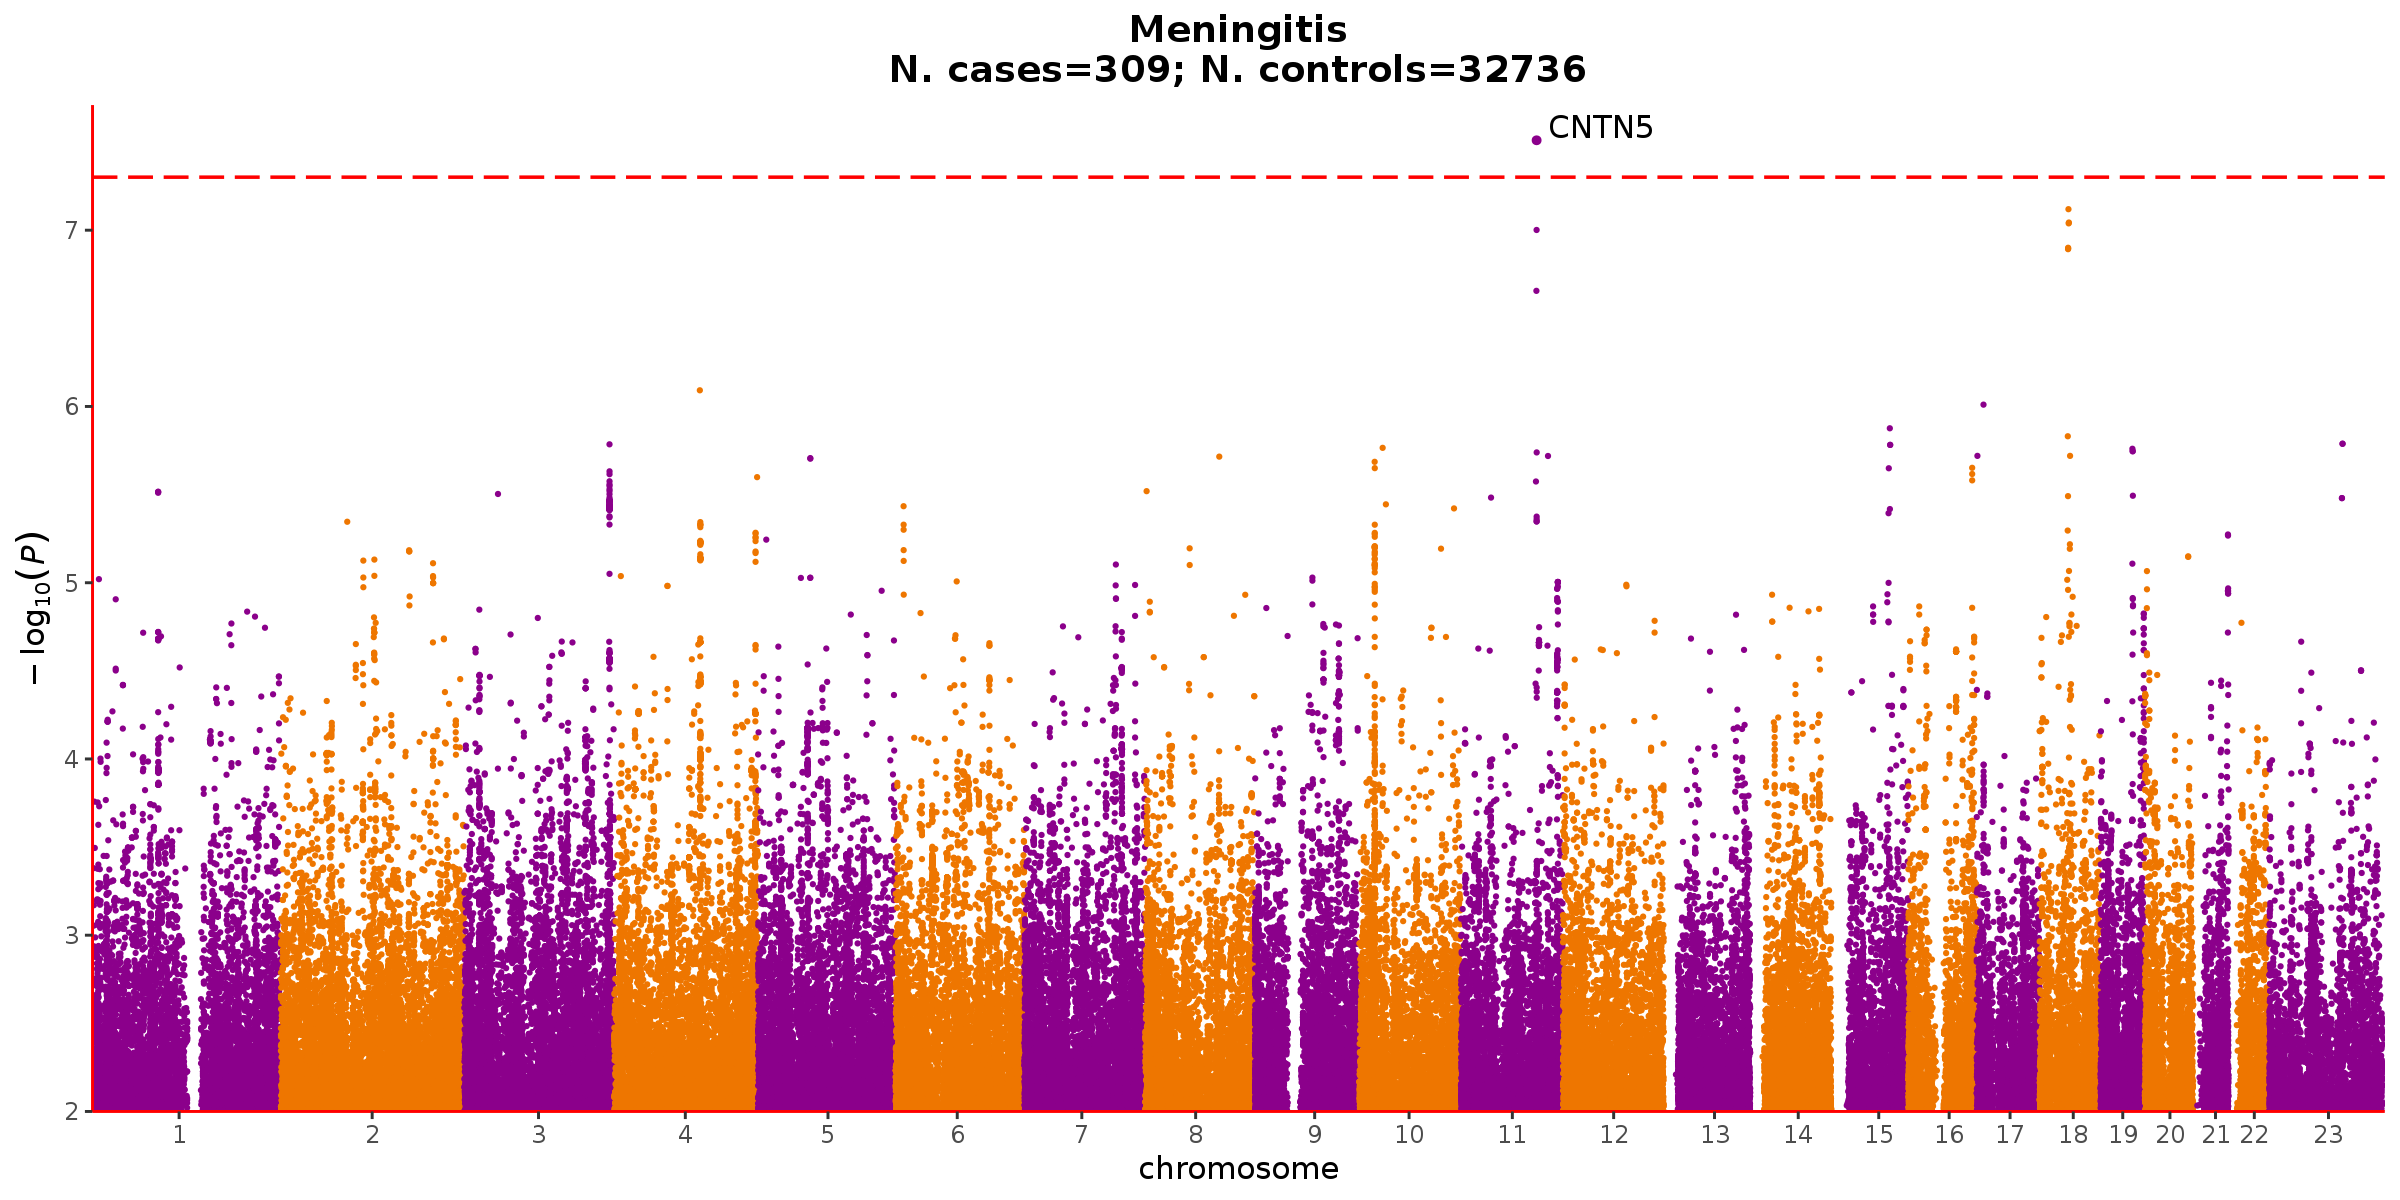 Meningitis
N. cases=309; N. controls=32736
CNTN5
7
6
5
4
3
2
−log10(P)
1 2 3 4 5 6 7 8 9 10 11 12 13 14 15 16 17 18 19 20 21 22 23
chromosome